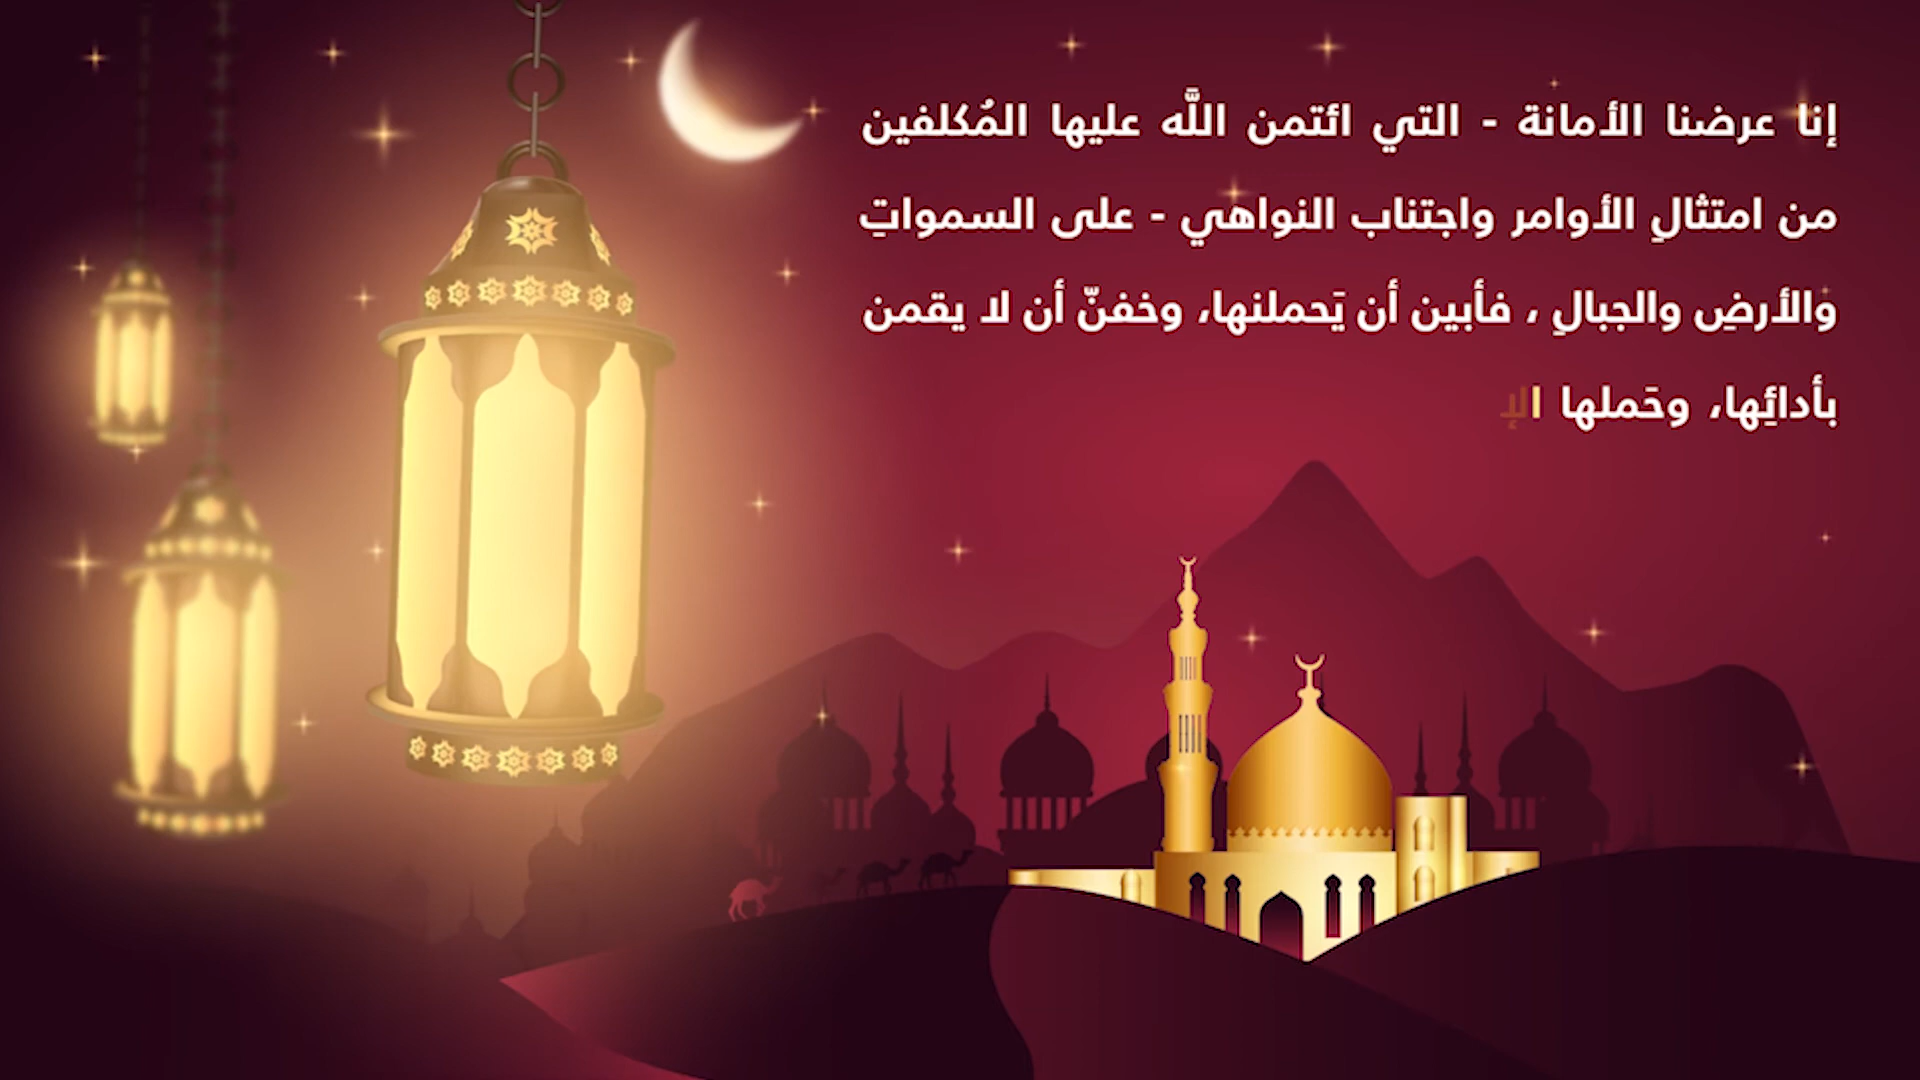 إنا عرضنا الأمانة - التي ائتمن اللَّه عليها المُكلفين
من امتثالِ الأوامر واجتناب النواهي - على السمواتِ
والأرضِ والجبالِ ، فأبين أن يَحملنها، وخفنّ أن لا يقمن
بأدائِها، وحَملها الإ